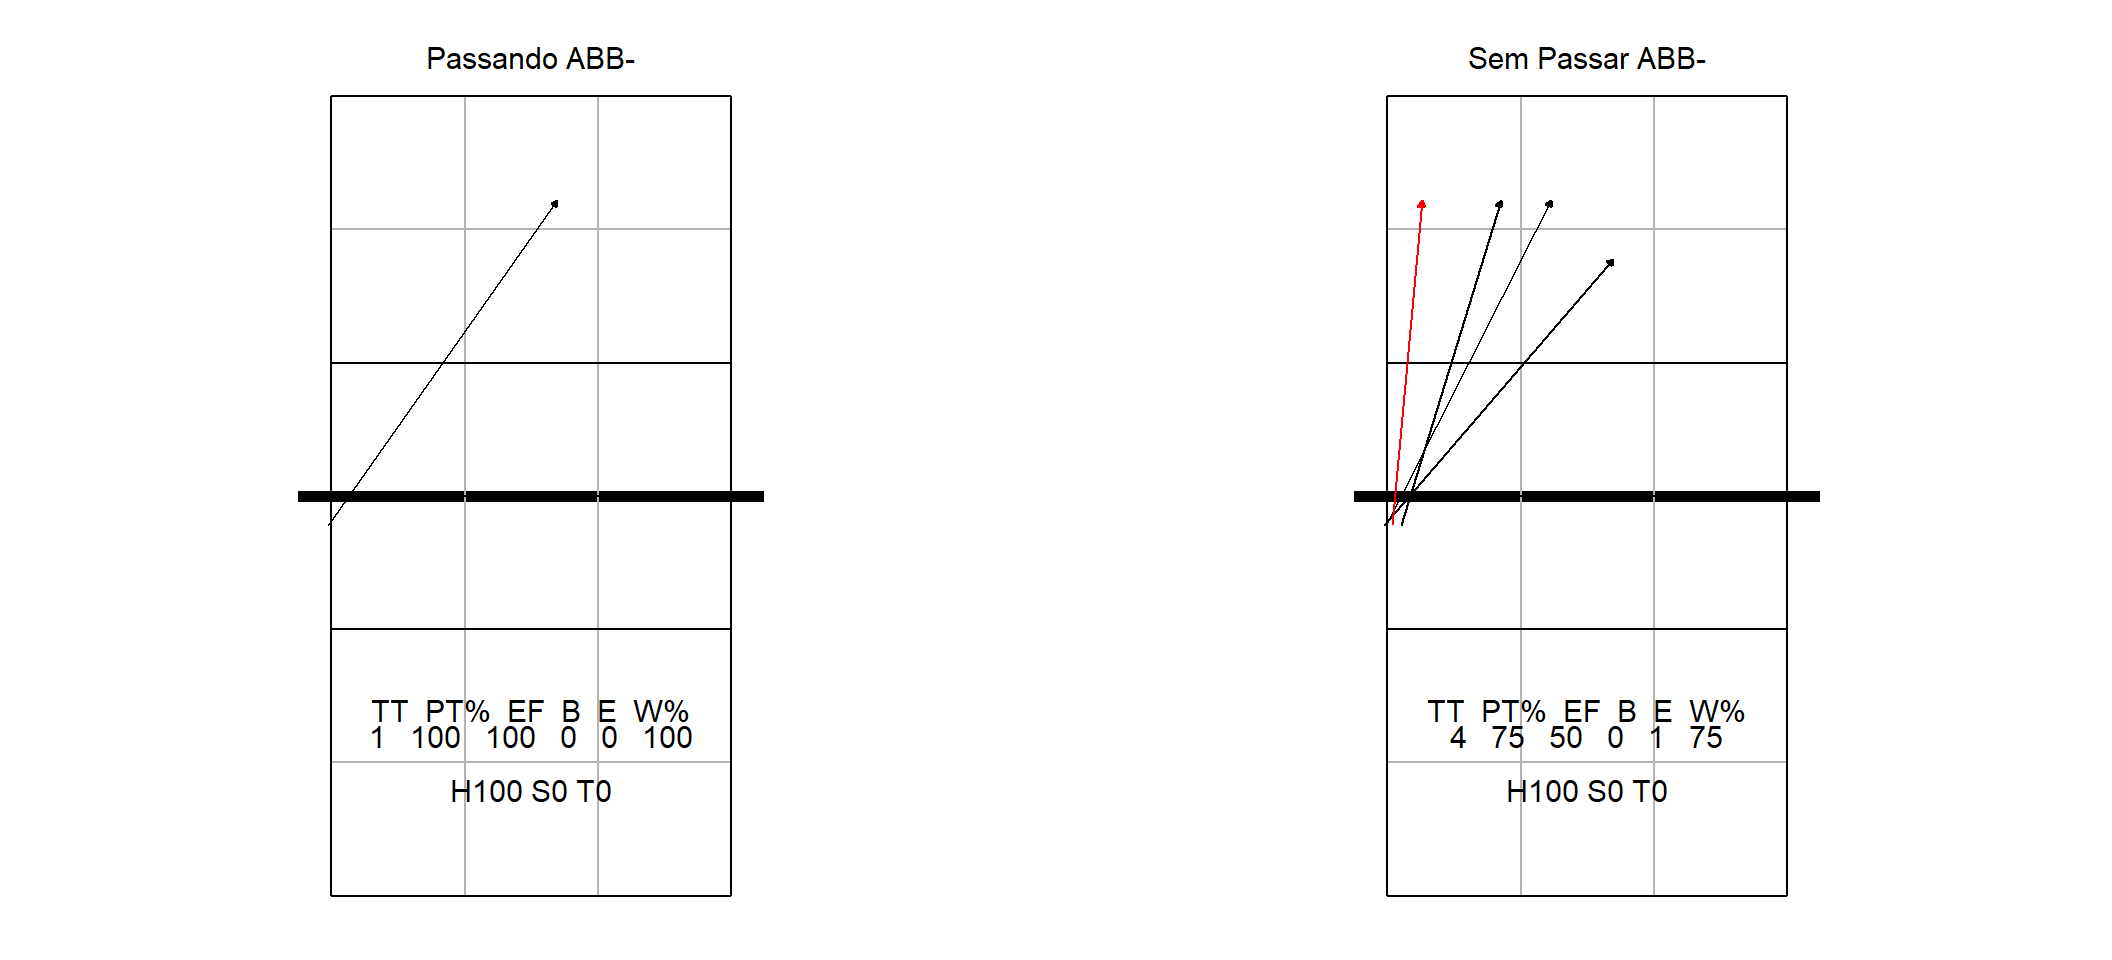 Passando ABB-
TT PT% EF B E W%
1 100 100 0 0 100
H100 S0 T0
Sem Passar ABB-
TT PT% EF B E W%
4 75 50 0 1 75
H100 S0 T0